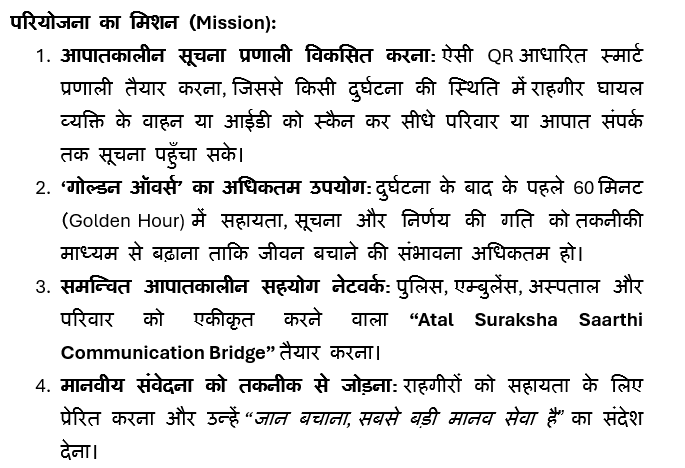 परियोजना का मिशन (Mission):
1. आपातकालीन सूचना प्रणाली विकसित करना: ऐसी QR आधारित स्मार्ट
प्रणाली तैयार करना, जिससे किसी दुर्घटना की स्थिति में राहगीर घायल
व्यक्ति के वाहन या आईडी को स्कैन कर सीधे परिवार या आपात संपर्क
तक सूचना पहुँचा सके।
2. ‘गोल्डन ऑवर्स’ का अधिकतम उपयोग: दुर्घटना के बाद के पहले 60 मिनट
(Golden Hour) में सहायता, सूचना और निर्णय की गति को तकनीकी
माध्यम से बढ़ाना ताकि जीवन बचाने की संभावना अधिकतम हो।
3. समन्वित आपातकालीन सहयोग नेटवर्क: पुलिस, एम्बुलेंस, अस्पताल और
परिवार को एकीकृत करने वाला “Atal Suraksha Saarthi
Communication Bridge” तैयार करना।
4. मानवीय संवेदना को तकनीक से जोड़ना: राहगीरों को सहायता के लिए
प्रेरित करना और उन्हें “जान बचाना, सबसे बड़ी मानव सेवा है” का संदेश
देना।